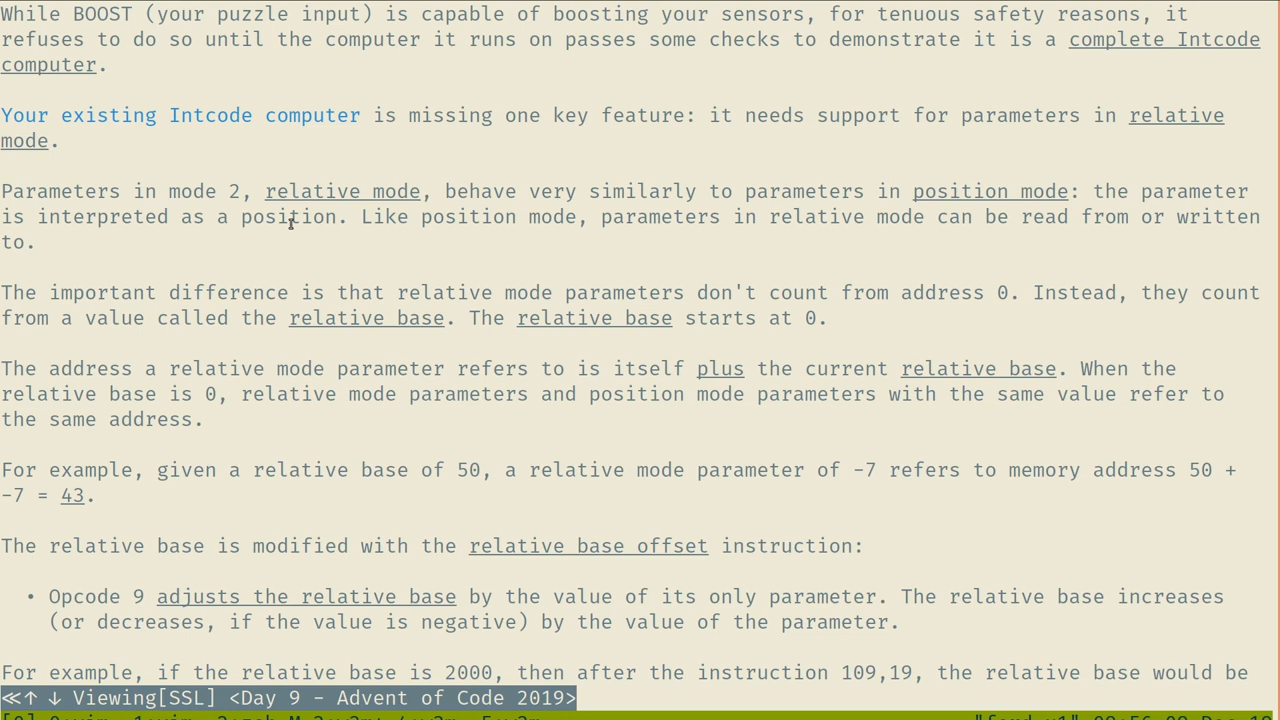 While BOOST (your puzzle input) is capable of boosting your sensors, for tenuous safety reasons, it
refuses to do so until the computer it runs on passes some checks to demonstrate it is a complete Intcode
computer.
Your existing Intcode computer is missing one key feature: it needs support for parameters in relative
mode.
Parameters in mode 2, relative mode, behave very similarly to parameters in position mode: the parameter
is interpreted as a position. Like position mode, parameters in relative mode can be read from or written
to.
The important difference is that relative mode parameters don't count from address 0. Instead, they count
from a value called the relative base. The relative base starts at 0.
The address a relative mode parameter refers to is itself plus the current relative base. When the
relative base is 0, relative mode parameters and position mode parameters with the same value refer to
the same address.
For example, given a relative base of 50, a relative mode parameter of -7 refers to memory address 50 +
-7 = 43.
The relative base is modified with the relative base offset instruction:
• Opcode 9 adjusts the relative base by the value of its only parameter. The relative base increases
(or decreases, if the value is negative) by the value of the parameter.
For example, if the relative base is 2000, then after the instruction 109,19, the relative base would be
≪↑ ↓ Viewing[SSL] <Day 9 - Advent of Code 2019>